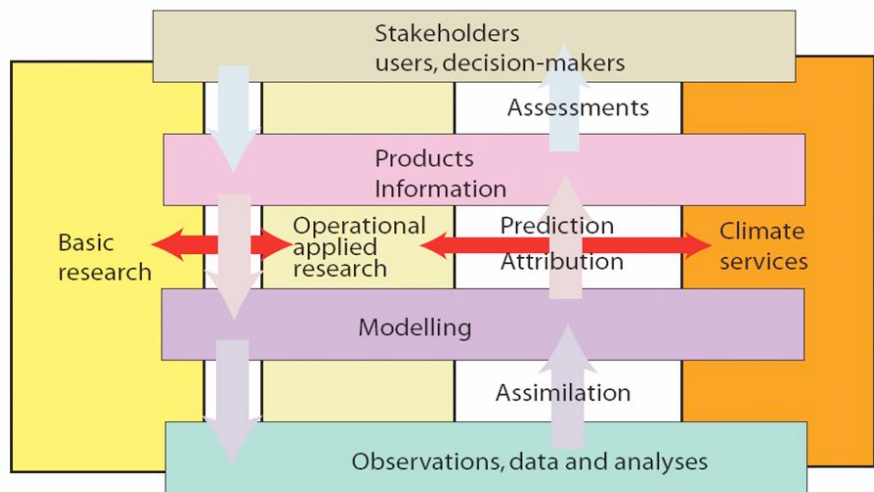 Stakeholders
users, decision-makers
Assessments
Products
Information
Basic
research
Operational
applied
research
Prediction
Attribution
Climate
services
Modelling
Assimilation
Observations, data and analyses